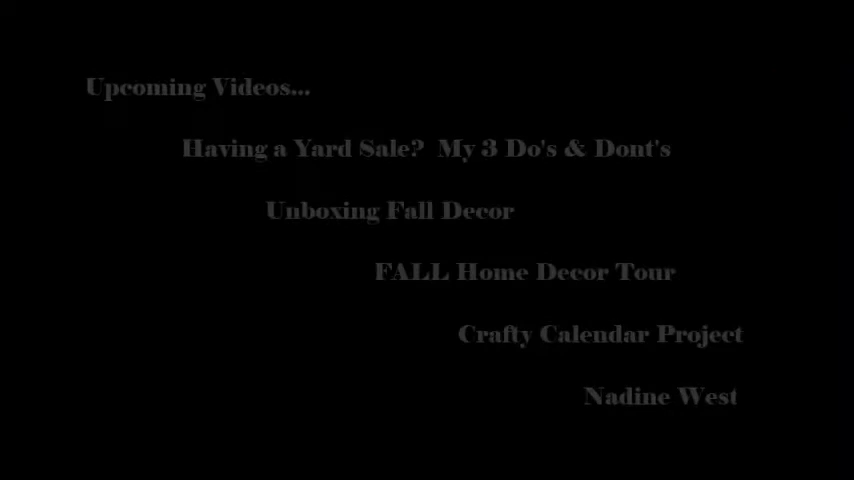 Upcoming Videos...
Having a Yard Sale? My 3 Do's & Dont's
Unboxing Fall Decor
FALL Home Decor Tour
Crafty Calendar Project
Nadine West